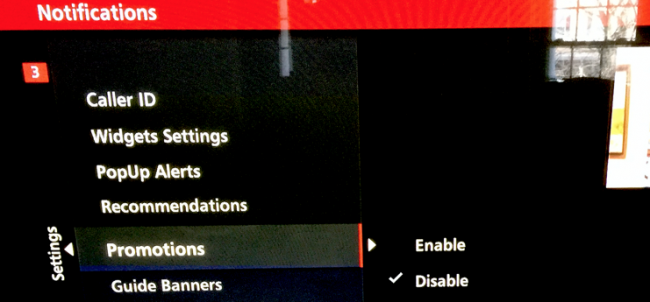 Notifications
3
Caller ID
Widgets Settings
PopUp Alerts
Recommendations
Settings
Promotions
Enable
Guide Banners
Disable